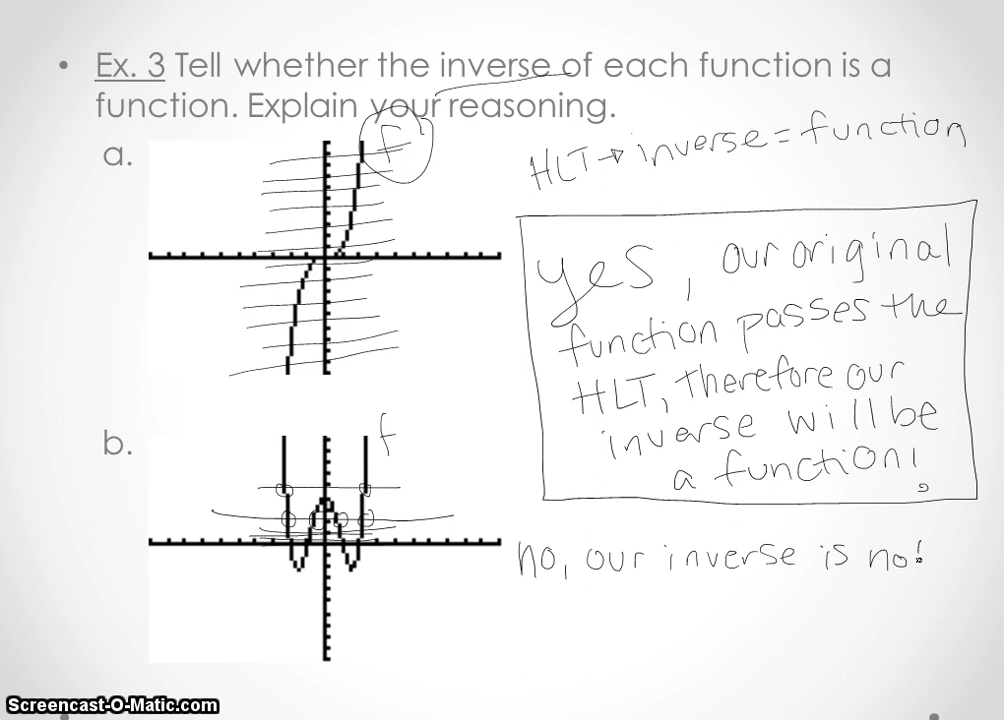 • Ex. 3 Tell whether the inverse of each function is a
function. Explain your reasoning.
a.
f
HLT → inverse = function
yes, our original
function passes the
HLT, therefore our
inverse will be
a function!
b.
f
no, our inverse is no!
Screencast-O-Matic.com